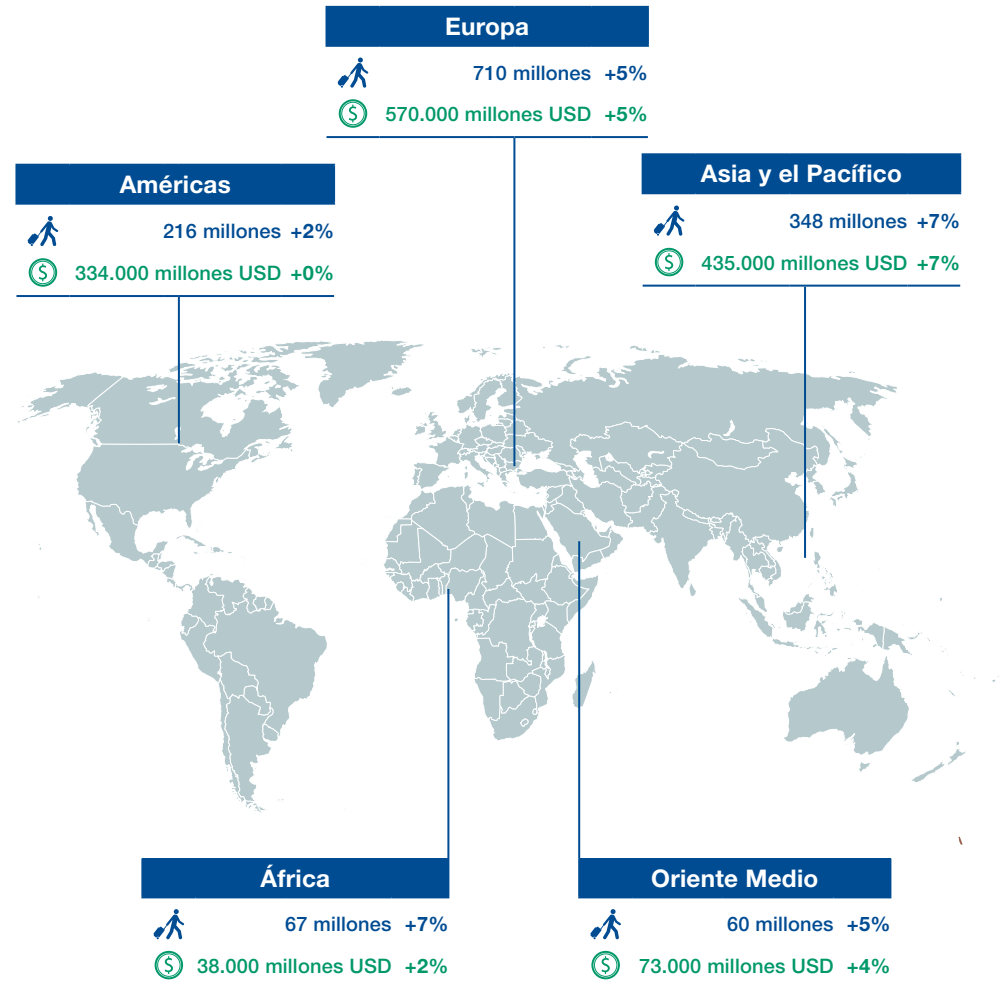 Europa
710 millones +5%
$ 570.000 millones USD +5%
Américas
216 millones +2%
$ 334.000 millones USD +0%
Asia y el Pacífico
348 millones +7%
$ 435.000 millones USD +7%
África
67 millones +7%
$ 38.000 millones USD +2%
Oriente Medio
60 millones +5%
$ 73.000 millones USD +4%